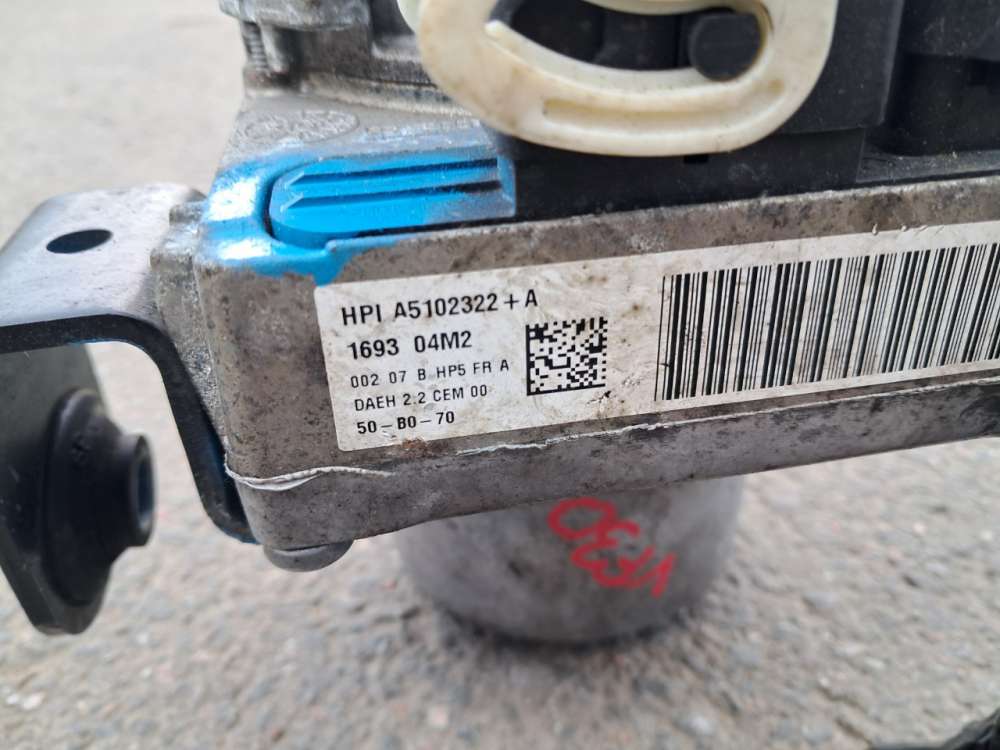 HPI A5102322+A
1693 04M2
002 07 B HP5 FR A
DAEH 2.2 CEM 00
50-B0-70